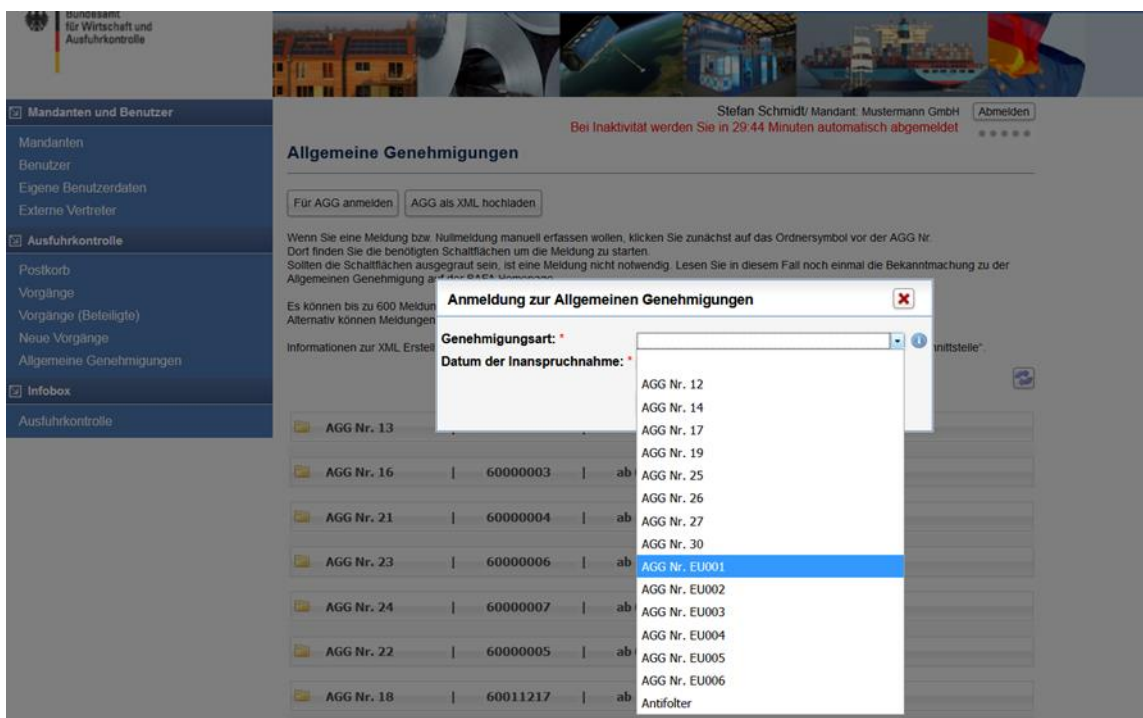 Bundesamt
für Wirtschaft und
Ausfuhrkontrolle
Mandanten und Benutzer
Mandanten
Benutzer
Eigene Benutzerdaten
Externe Vertreter
Ausfuhrkontrolle
Postkorb
Vorgänge
Vorgänge (Beteiligte)
Neue Vorgänge
Allgemeine Genehmigungen
Infobox
Ausfuhrkontrolle
Stefan Schmidt/ Mandant: Mustermann GmbH Abmelden
Bei Inaktivität werden Sie in 29:44 Minuten automatisch abgemeldet
Allgemeine Genehmigungen
Für AGG anmelden AGG als XML hochladen
Wenn Sie eine Meldung bzw. Nullmeldung manuell erfassen wollen, klicken Sie zunächst auf das Ordnersymbol vor der AGG Nr.
Dort finden Sie die benötigten Schaltflächen um die Meldung zu starten.
Sollten die Schaltflächen ausgegraut sein, ist eine Meldung nicht notwendig. Lesen Sie in diesem Fall noch einmal die Bekanntmachung zu der
Allgemeinen Genehmigung auf der BAFA Homepage
Es können bis zu 600 Meldun
Alternativ können Meldungen
Informationen zur XML Erstell nittstelle".
Anmeldung zur Allgemeinen Genehmigungen
Genehmigungsart: *
Datum der Inanspruchnahme: *
AGG Nr. 12
AGG Nr. 14
AGG Nr. 17
AGG Nr. 19
AGG Nr. 25
AGG Nr. 26
AGG Nr. 27
AGG Nr. 30
AGG Nr. EU001
AGG Nr. EU002
AGG Nr. EU003
AGG Nr. EU004
AGG Nr. EU005
AGG Nr. EU006
Antifolter
AGG Nr. 13 |
AGG Nr. 16 | 60000003 | ab
AGG Nr. 21 | 60000004 | ab
AGG Nr. 23 | 60000006 | ab
AGG Nr. 24 | 60000007 | ab
AGG Nr. 22 | 60000005 | ab
AGG Nr. 18 | 60011217 | ab